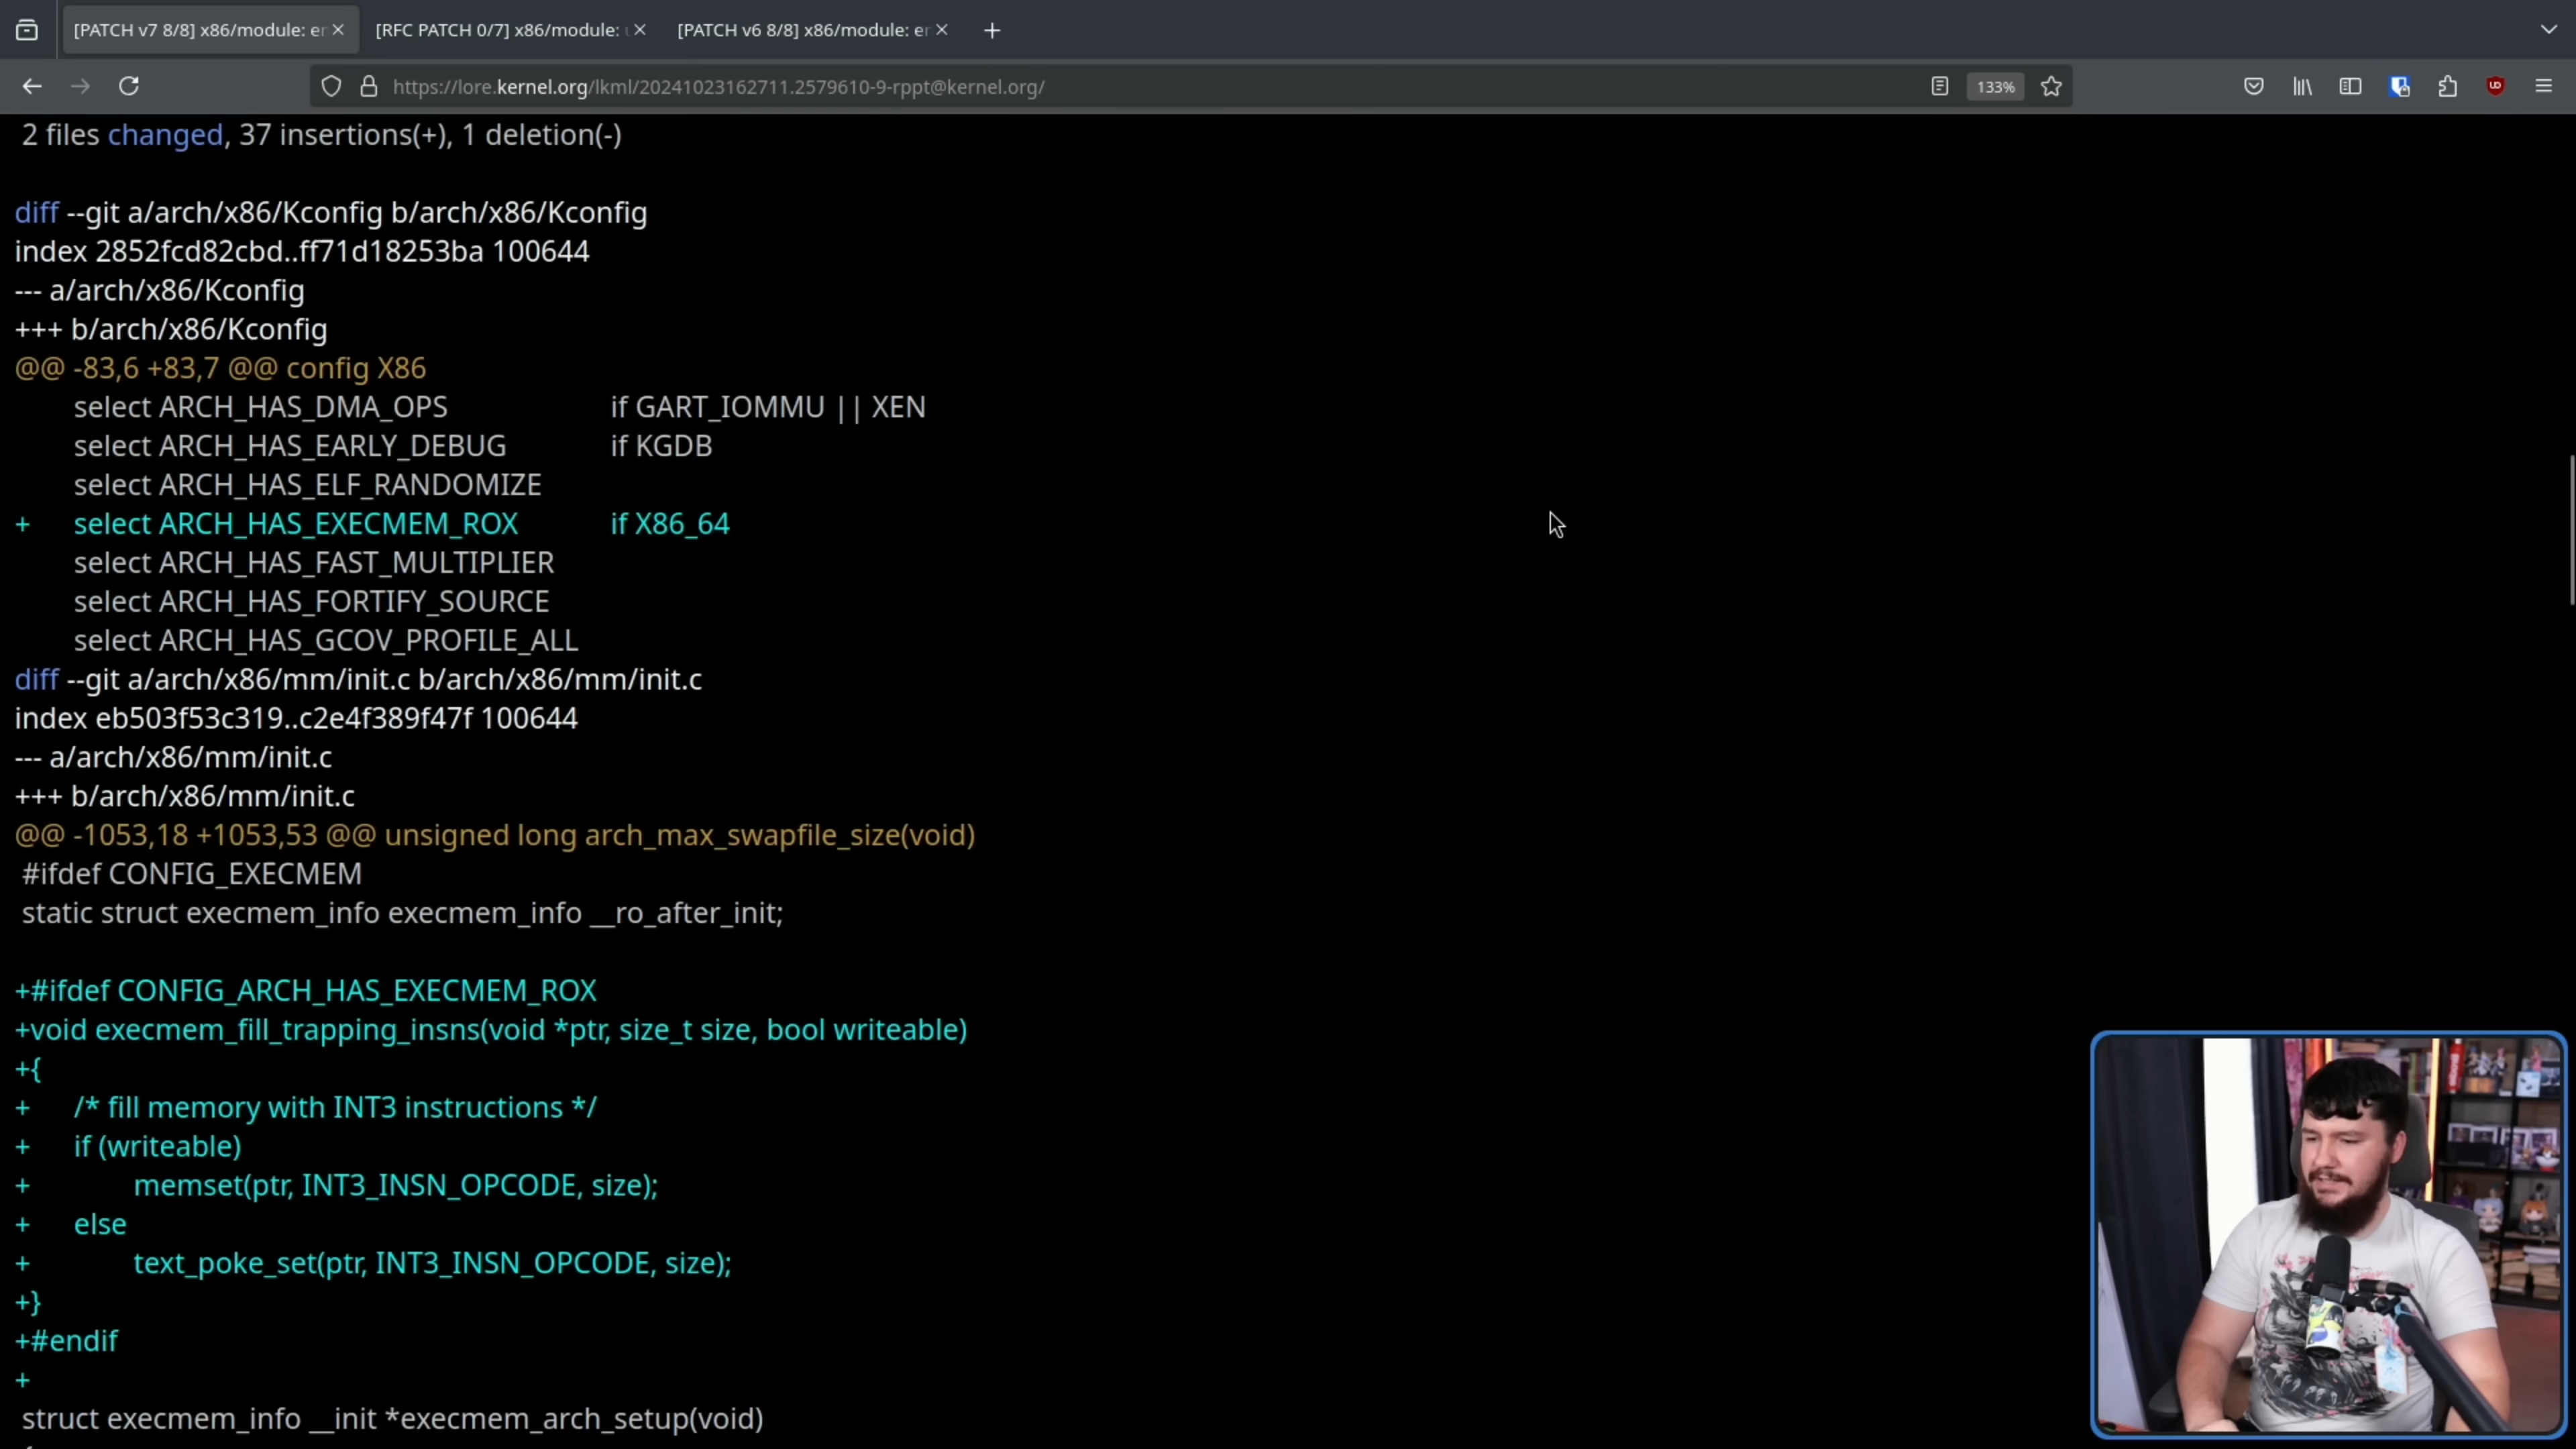 [PATCH v7 8/8] x86/module: er
[RFC PATCH 0/7] x86/module:
[PATCH v6 8/8] x86/module: er
https://lore.kernel.org/lkml/20241023162711.2579610-9-rppt@kernel.org/
133%
2 files changed, 37 insertions(+), 1 deletion(-)
diff --git a/arch/x86/Kconfig b/arch/x86/Kconfig
index 2852fcd82cbd..ff71d18253ba 100644
--- a/arch/x86/Kconfig
+++ b/arch/x86/Kconfig
@@ -83,6 +83,7 @@ config X86
select ARCH_HAS_DMA_OPS if GART_IOMMU || XEN
select ARCH_HAS_EARLY_DEBUG if KGDB
select ARCH_HAS_ELF_RANDOMIZE
+ select ARCH_HAS_EXECMEM_ROX if X86_64
select ARCH_HAS_FAST_MULTIPLIER
select ARCH_HAS_FORTIFY_SOURCE
select ARCH_HAS_GCOV_PROFILE_ALL
diff --git a/arch/x86/mm/init.c b/arch/x86/mm/init.c
index eb503f53c319..c2e4f389f47f 100644
--- a/arch/x86/mm/init.c
+++ b/arch/x86/mm/init.c
@@ -1053,18 +1053,53 @@ unsigned long arch_max_swapfile_size(void)
#ifdef CONFIG_EXECMEM
static struct execmem_info execmem_info __ro_after_init;
+#ifdef CONFIG_ARCH_HAS_EXECMEM_ROX
+void execmem_fill_trapping_insns(void *ptr, size_t size, bool writeable)
+{
+ /* fill memory with INT3 instructions */
+ if (writeable)
+ memset(ptr, INT3_INSN_OPCODE, size);
+ else
+ text_poke_set(ptr, INT3_INSN_OPCODE, size);
+}
+#endif
+
struct execmem_info __init *execmem_arch_setup(void)